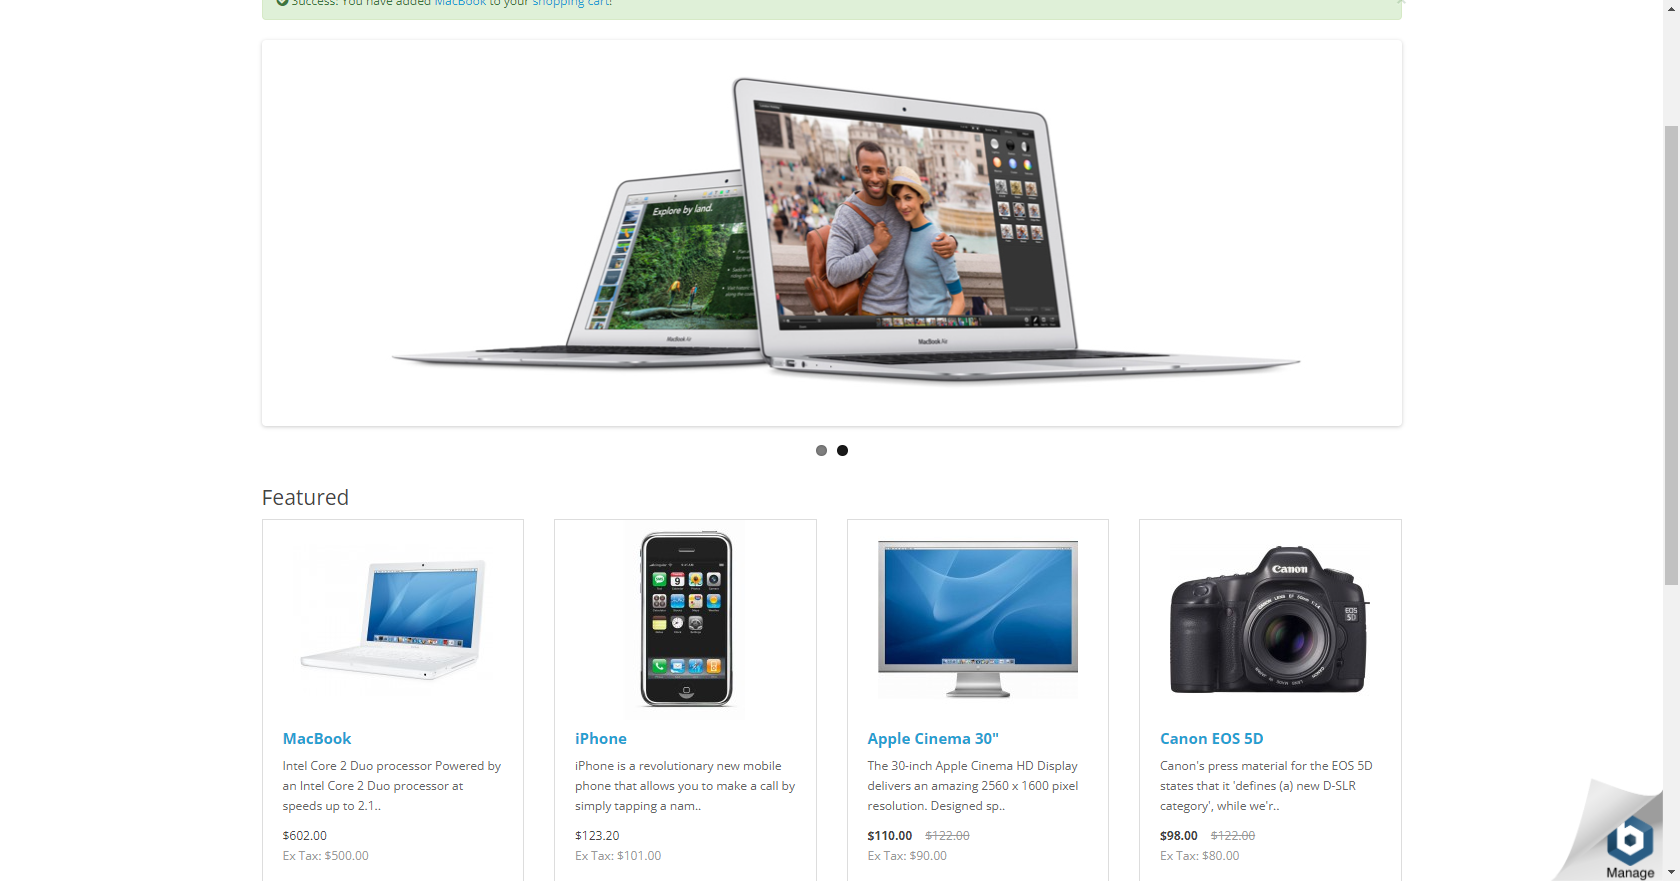 Success: You have added MacBook to your shopping cart!
Explore by land.
MacBook Air
MacBook Air
Featured
Canon
EOS
5D
MacBook
Intel Core 2 Duo processor Powered by
an Intel Core 2 Duo processor at
speeds up to 2.1..
$602.00
Ex Tax: $500.00
iPhone
iPhone is a revolutionary new mobile
phone that allows you to make a call by
simply tapping a nam..
$123.20
Ex Tax: $101.00
Apple Cinema 30"
The 30-inch Apple Cinema HD Display
delivers an amazing 2560 x 1600 pixel
resolution. Designed sp..
$110.00 $122.00
Ex Tax: $90.00
Canon EOS 5D
Canon's press material for the EOS 5D
states that it 'defines (a) new D-SLR
category', while we'r..
$98.00 $122.00
Ex Tax: $80.00
Manage